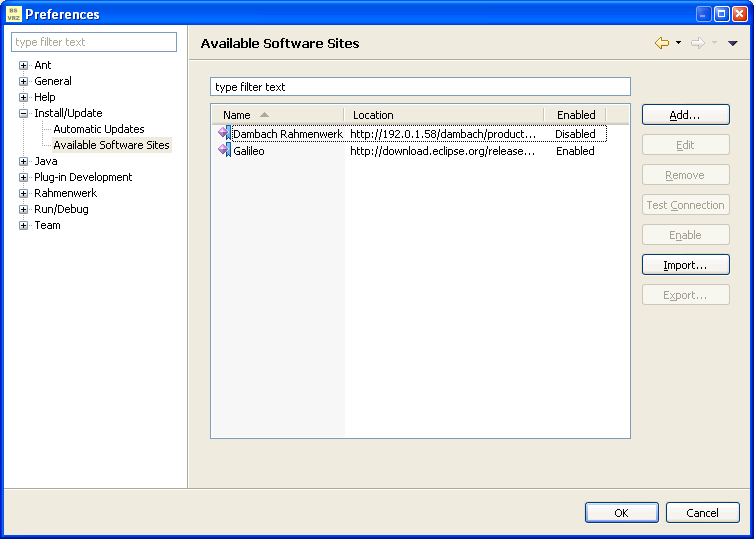 BS
VRZ
Preferences
type filter text
Ant
General
Help
Install/Update
Automatic Updates
Available Software Sites
Java
Plug-in Development
Rahmenwerk
Run/Debug
Team
Available Software Sites
type filter text
Name Location Enabled
Dambach Rahmenwerk http://192.0.1.58/dambach/product... Disabled
Galileo http://download.eclipse.org/release... Enabled
Add...
Edit
Remove
Test Connection
Enable
Import...
Export...
OK Cancel